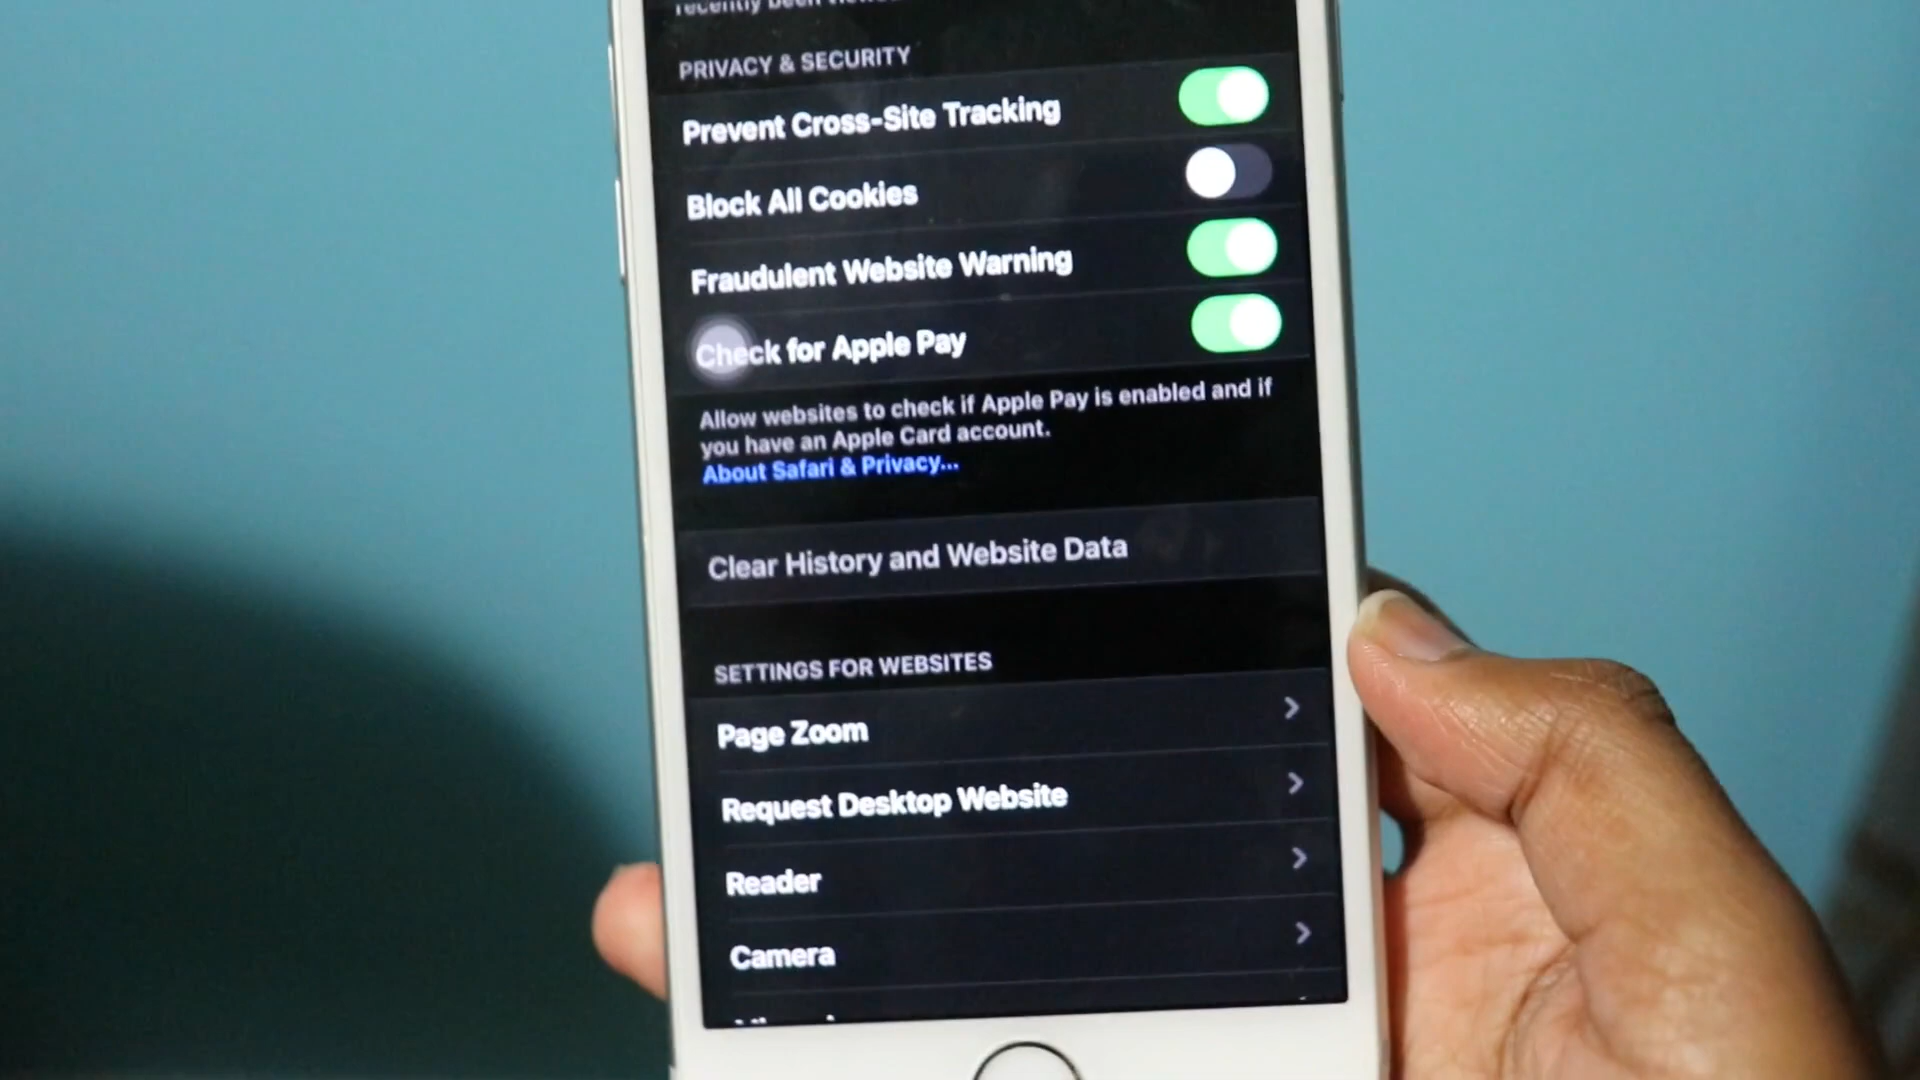 recently been
PRIVACY & SECURITY
Prevent Cross-Site Tracking
Block All Cookies
Fraudulent Website Warning
Check for Apple Pay
Allow websites to check if Apple Pay is enabled and if
you have an Apple Card account.
About Safari & Privacy...
Clear History and Website Data
SETTINGS FOR WEBSITES
Page Zoom
Request Desktop Website
Reader
Camera